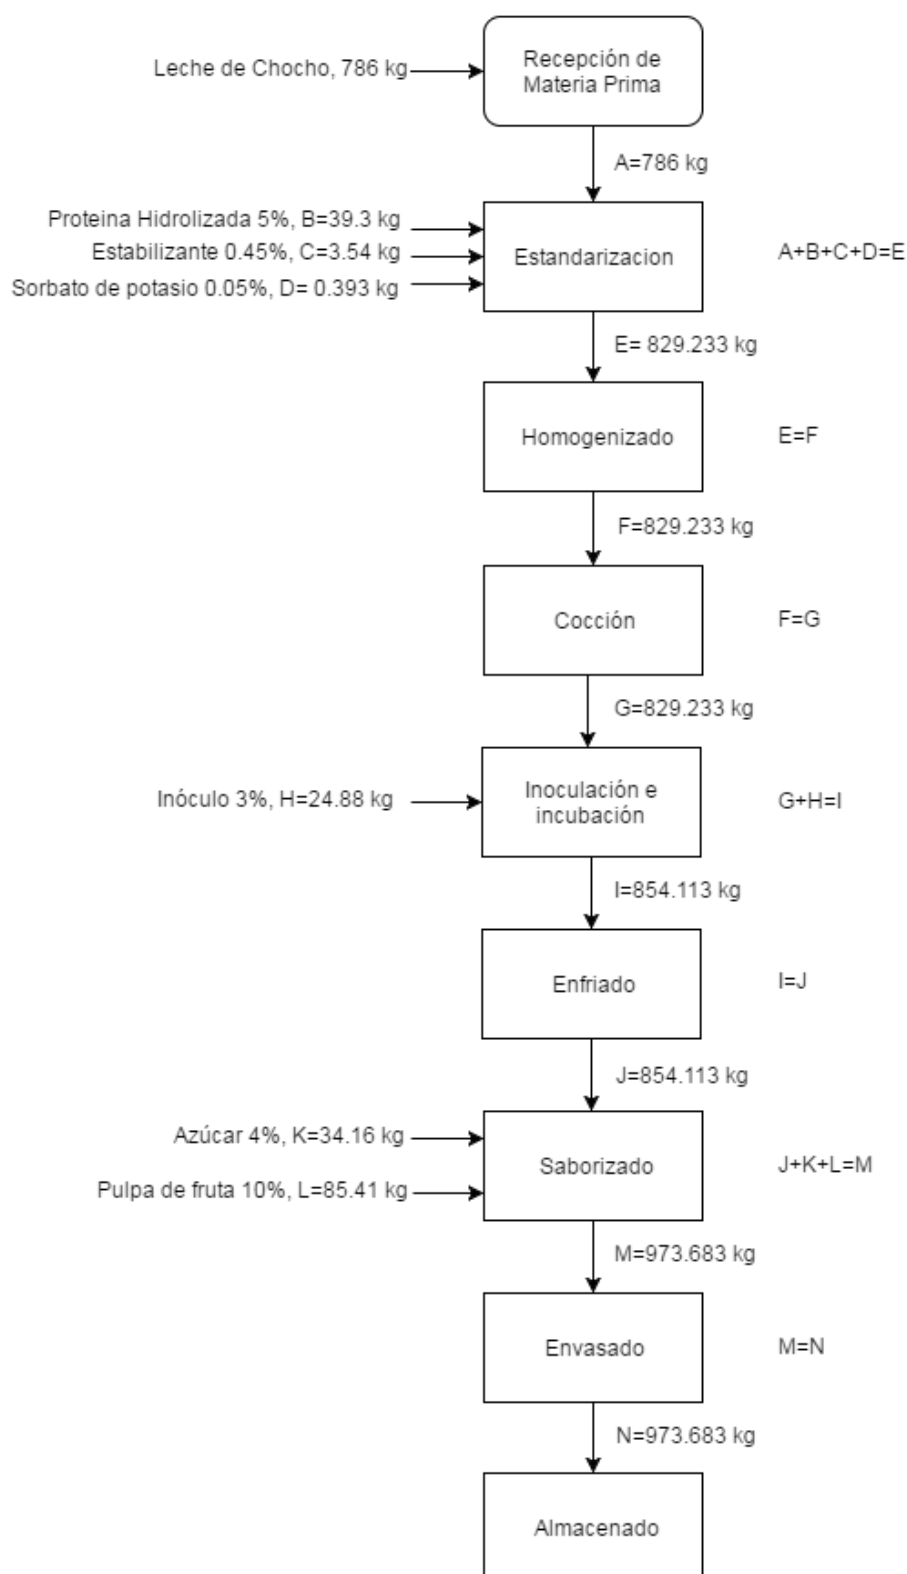 Recepción de
Materia Prima
Leche de Chocho, 786 kg
A=786 kg
Proteina Hidrolizada 5%, B=39.3 kg
Estabilizante 0.45%, C=3.54 kg
Sorbato de potasio 0.05%, D= 0.393 kg
Estandarizacion
A+B+C+D=E
E= 829.233 kg
Homogenizado
E=F
F=829.233 kg
Cocción
F=G
G=829.233 kg
Inóculo 3%, H=24.88 kg
Inoculación e
incubación
G+H=I
I=854.113 kg
Enfriado
I=J
J=854.113 kg
Azúcar 4%, K=34.16 kg
Pulpa de fruta 10%, L=85.41 kg
Saborizado
J+K+L=M
M=973.683 kg
Envasado
M=N
N=973.683 kg
Almacenado